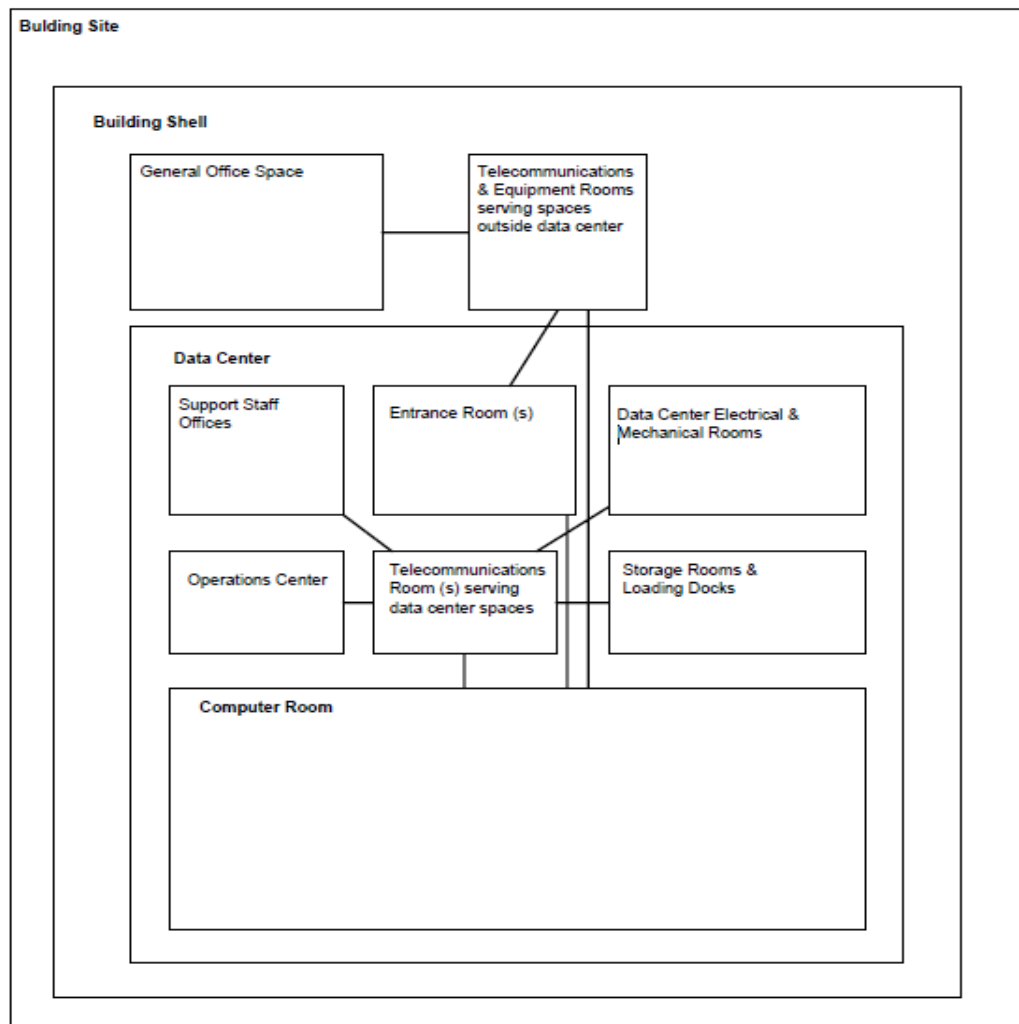 Bulding Site
Building Shell
General Office Space
Telecommunications
& Equipment Rooms
serving spaces
outside data center
Data Center
Support Staff
Offices
Entrance Room (s)
Data Center Electrical &
Mechanical Rooms
Operations Center
Telecommunications
Room (s) serving
data center spaces
Storage Rooms &
Loading Docks
Computer Room